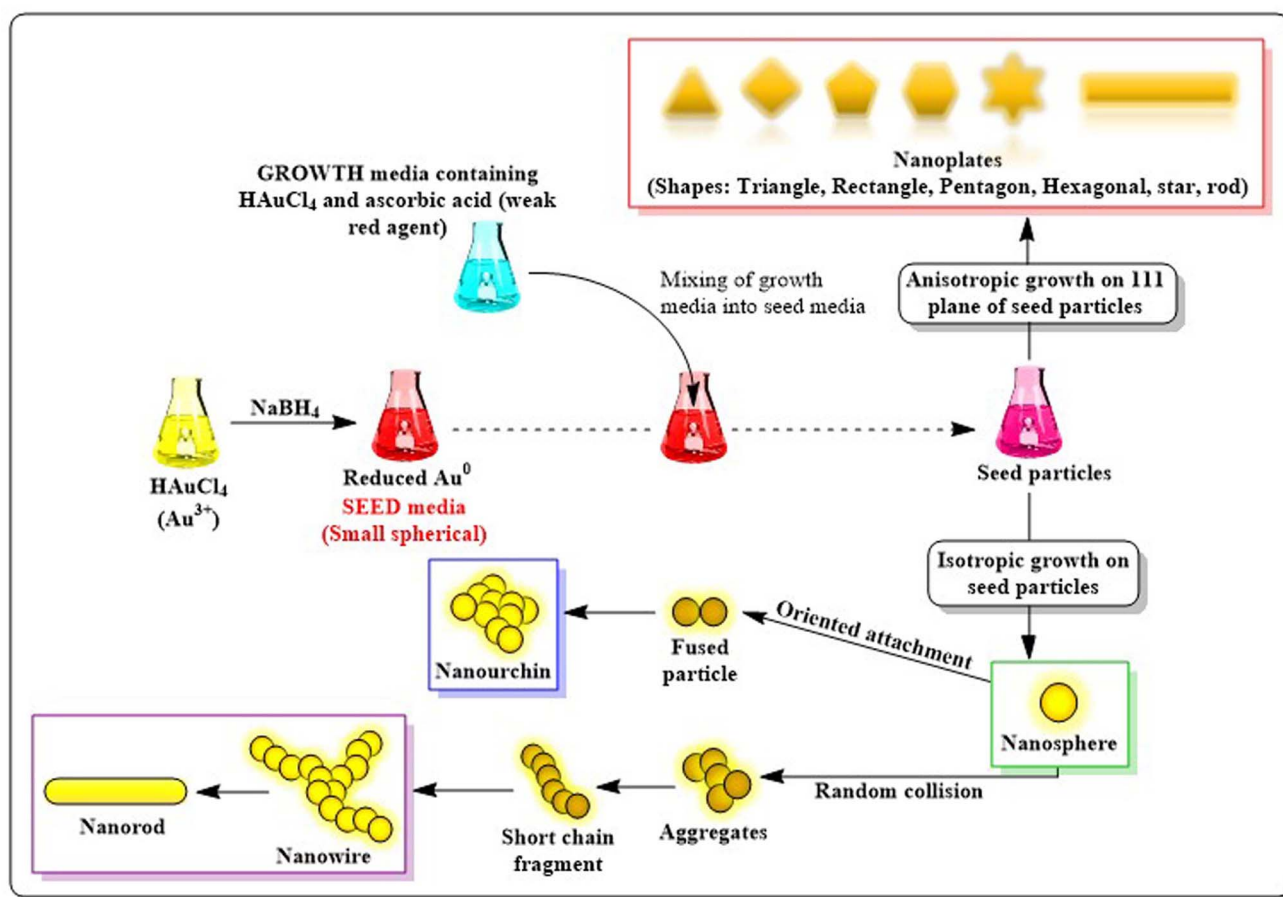 Nanoplates
(Shapes: Triangle, Rectangle, Pentagon, Hexagonal, star, rod)
GROWTH media containing
HAuCl₄ and ascorbic acid (weak
red agent)
Mixing of growth
media into seed media
Anisotropic growth on 111
plane of seed particles
NaBH₄
HAuCl₄
(Au³⁺)
Reduced Au⁰
SEED media
(Small spherical)
Seed particles
Isotropic growth on
seed particles
Oriented attachment
Fused
particle
Nanourchin
Nanosphere
Random collision
Aggregates
Short chain
fragment
Nanowire
Nanorod